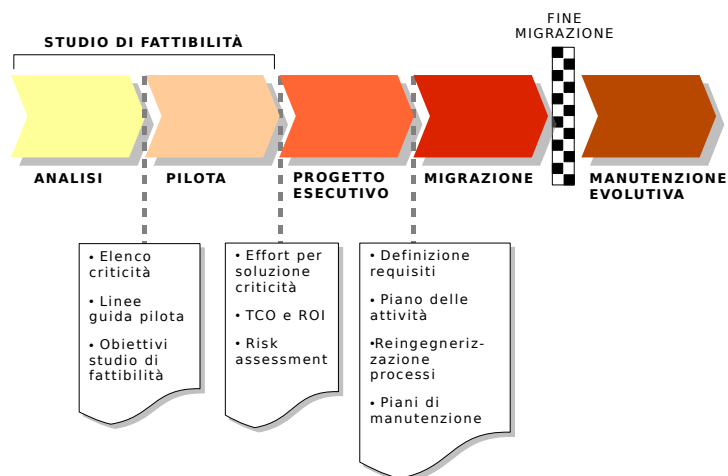 STUDIO DI FATTIBILITÀ
FINE
MIGRAZIONE
ANALISI
PILOTA
PROGETTO
ESECUTIVO
MIGRAZIONE
MANUTENZIONE
EVOLUTIVA
• Elenco
criticità
• Linee
guida pilota
• Obiettivi
studio di
fattibilità
• Effort per
soluzione
criticità
• TCO e ROI
• Risk
assessment
• Definizione
requisiti
• Piano delle
attività
•Reingegneriz-
zazione
processi
• Piani di
manutenzione